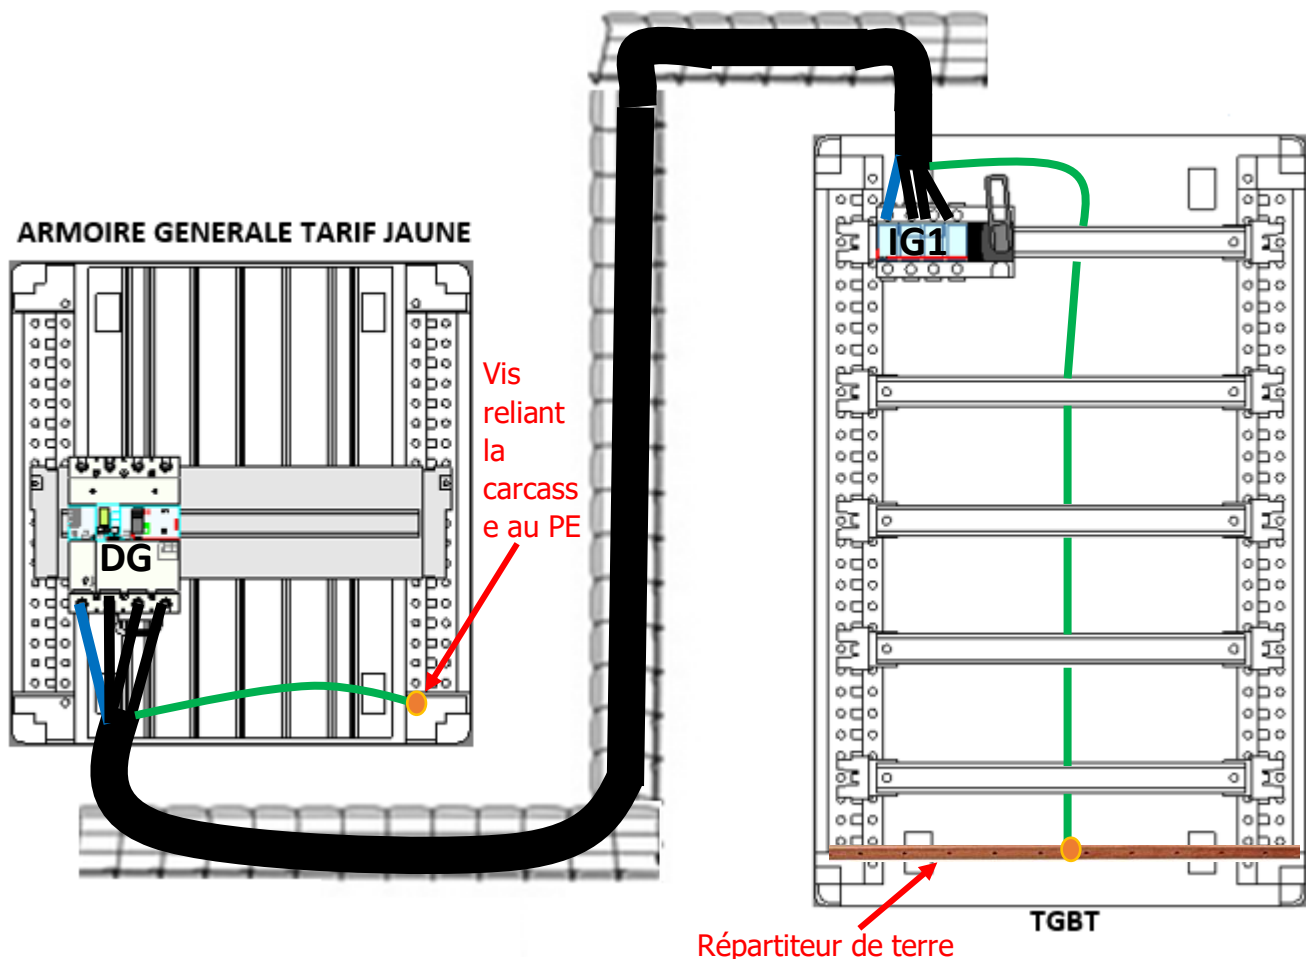 ARMOIRE GENERALE TARIF JAUNE
DG
Vis
reliant
la
carcass
e au PE
IG1
TGBT
Répartiteur de terre